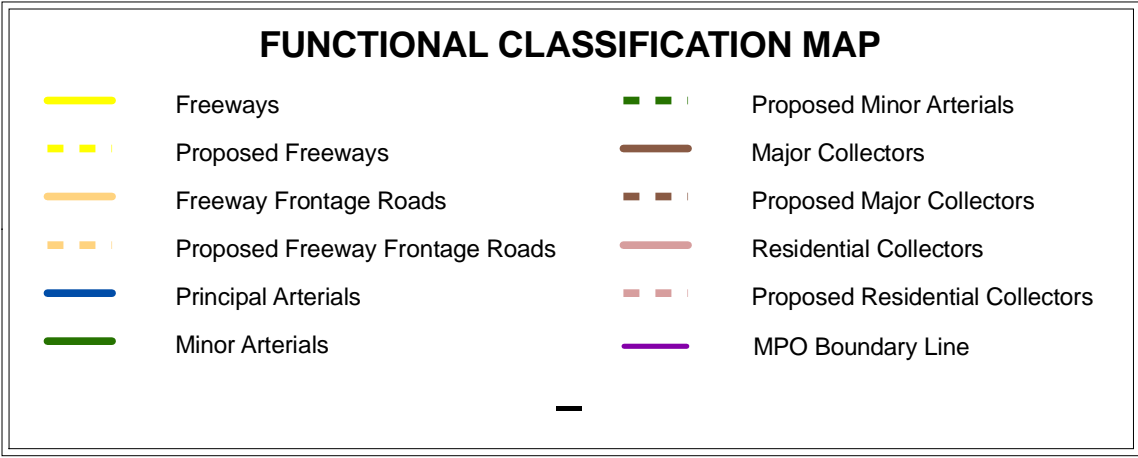 FUNCTIONAL CLASSIFICATION MAP
Freeways
Proposed Freeways
Freeway Frontage Roads
Proposed Freeway Frontage Roads
Principal Arterials
Minor Arterials
Proposed Minor Arterials
Major Collectors
Proposed Major Collectors
Residential Collectors
Proposed Residential Collectors
MPO Boundary Line